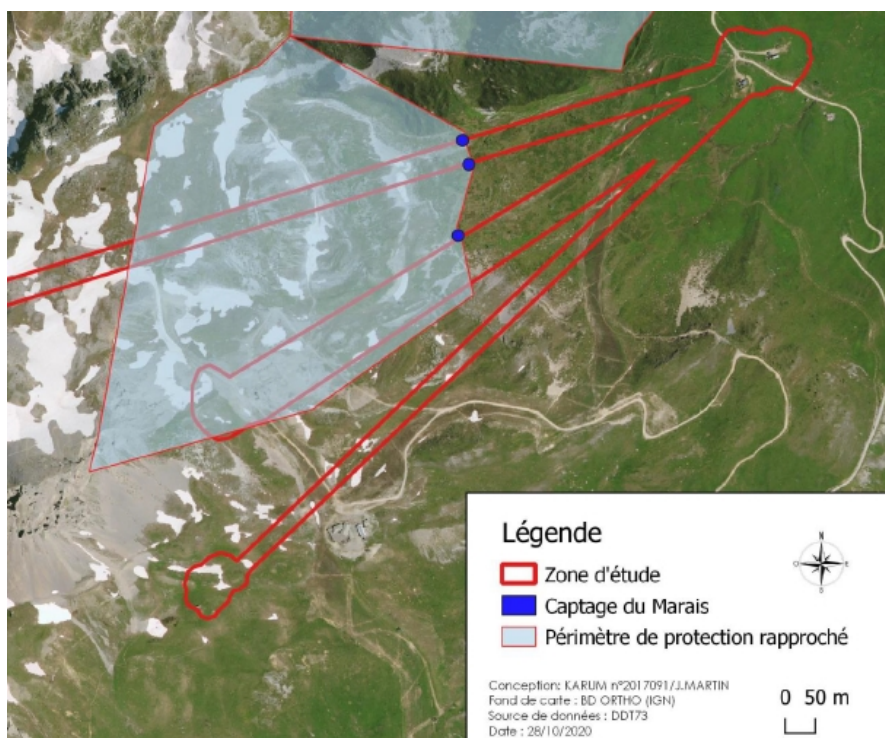 Légende
Zone d'étude
Captage du Marais
Périmètre de protection rapproché
N
O E
D
Conception: KARUM n°2017091/J.MARTIN
Fond de carte : BD ORTHO (IGN)
Source de données : DDT73
Date : 28/10/2020
0 50 m